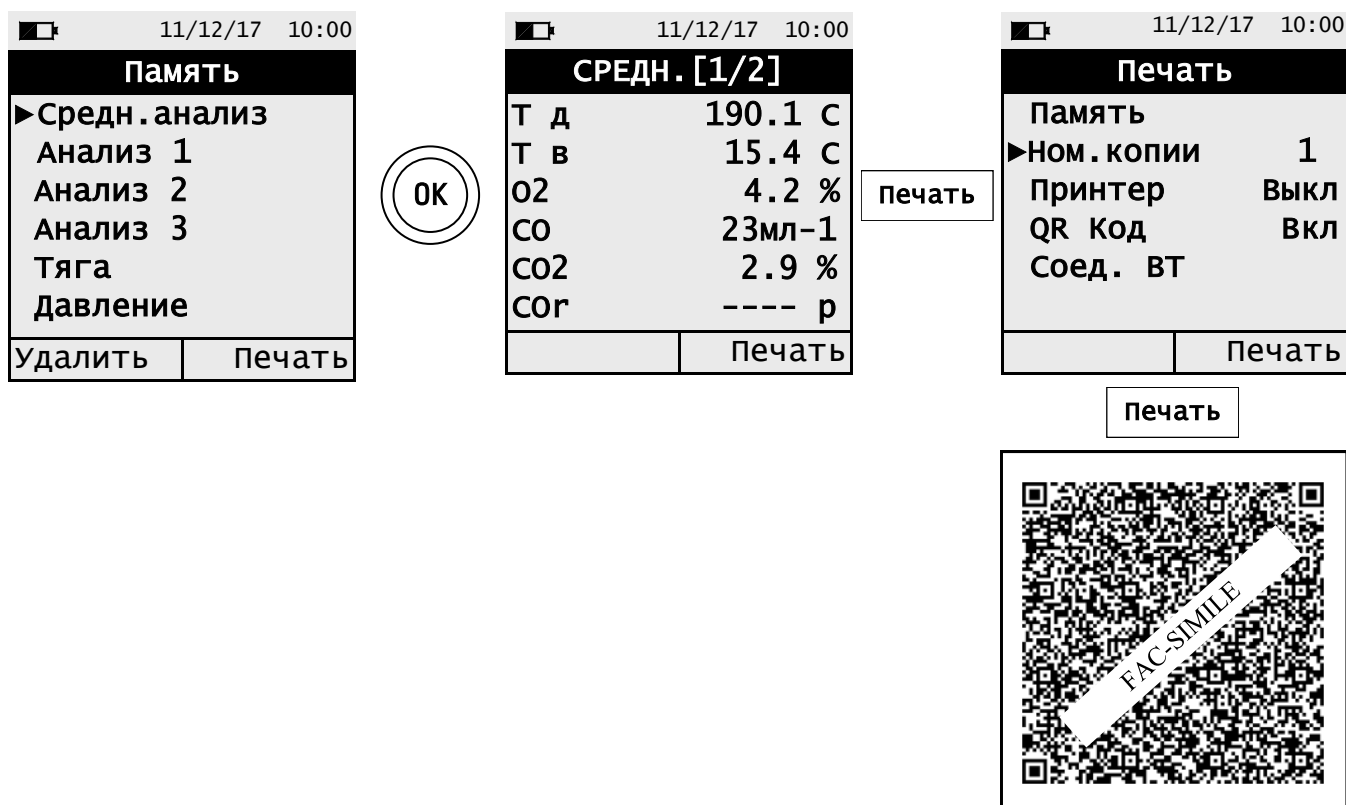 11/12/17 10:00
Память
►Средн.анализ
Анализ 1
Анализ 2
Анализ 3
Тяга
Давление
Удалить Печать
OK
11/12/17 10:00
СРЕДН.[1/2]
Т д 190.1 C
Т в 15.4 C
O2 4.2 %
CO 23мл-1
CO2 2.9 %
COr ---- p
Печать
Печать
11/12/17 10:00
Печать
Память
►Ном.копии 1
Принтер Выкл
QR Код Вкл
Соед. BT
Печать
Печать
FAC-SIMILE